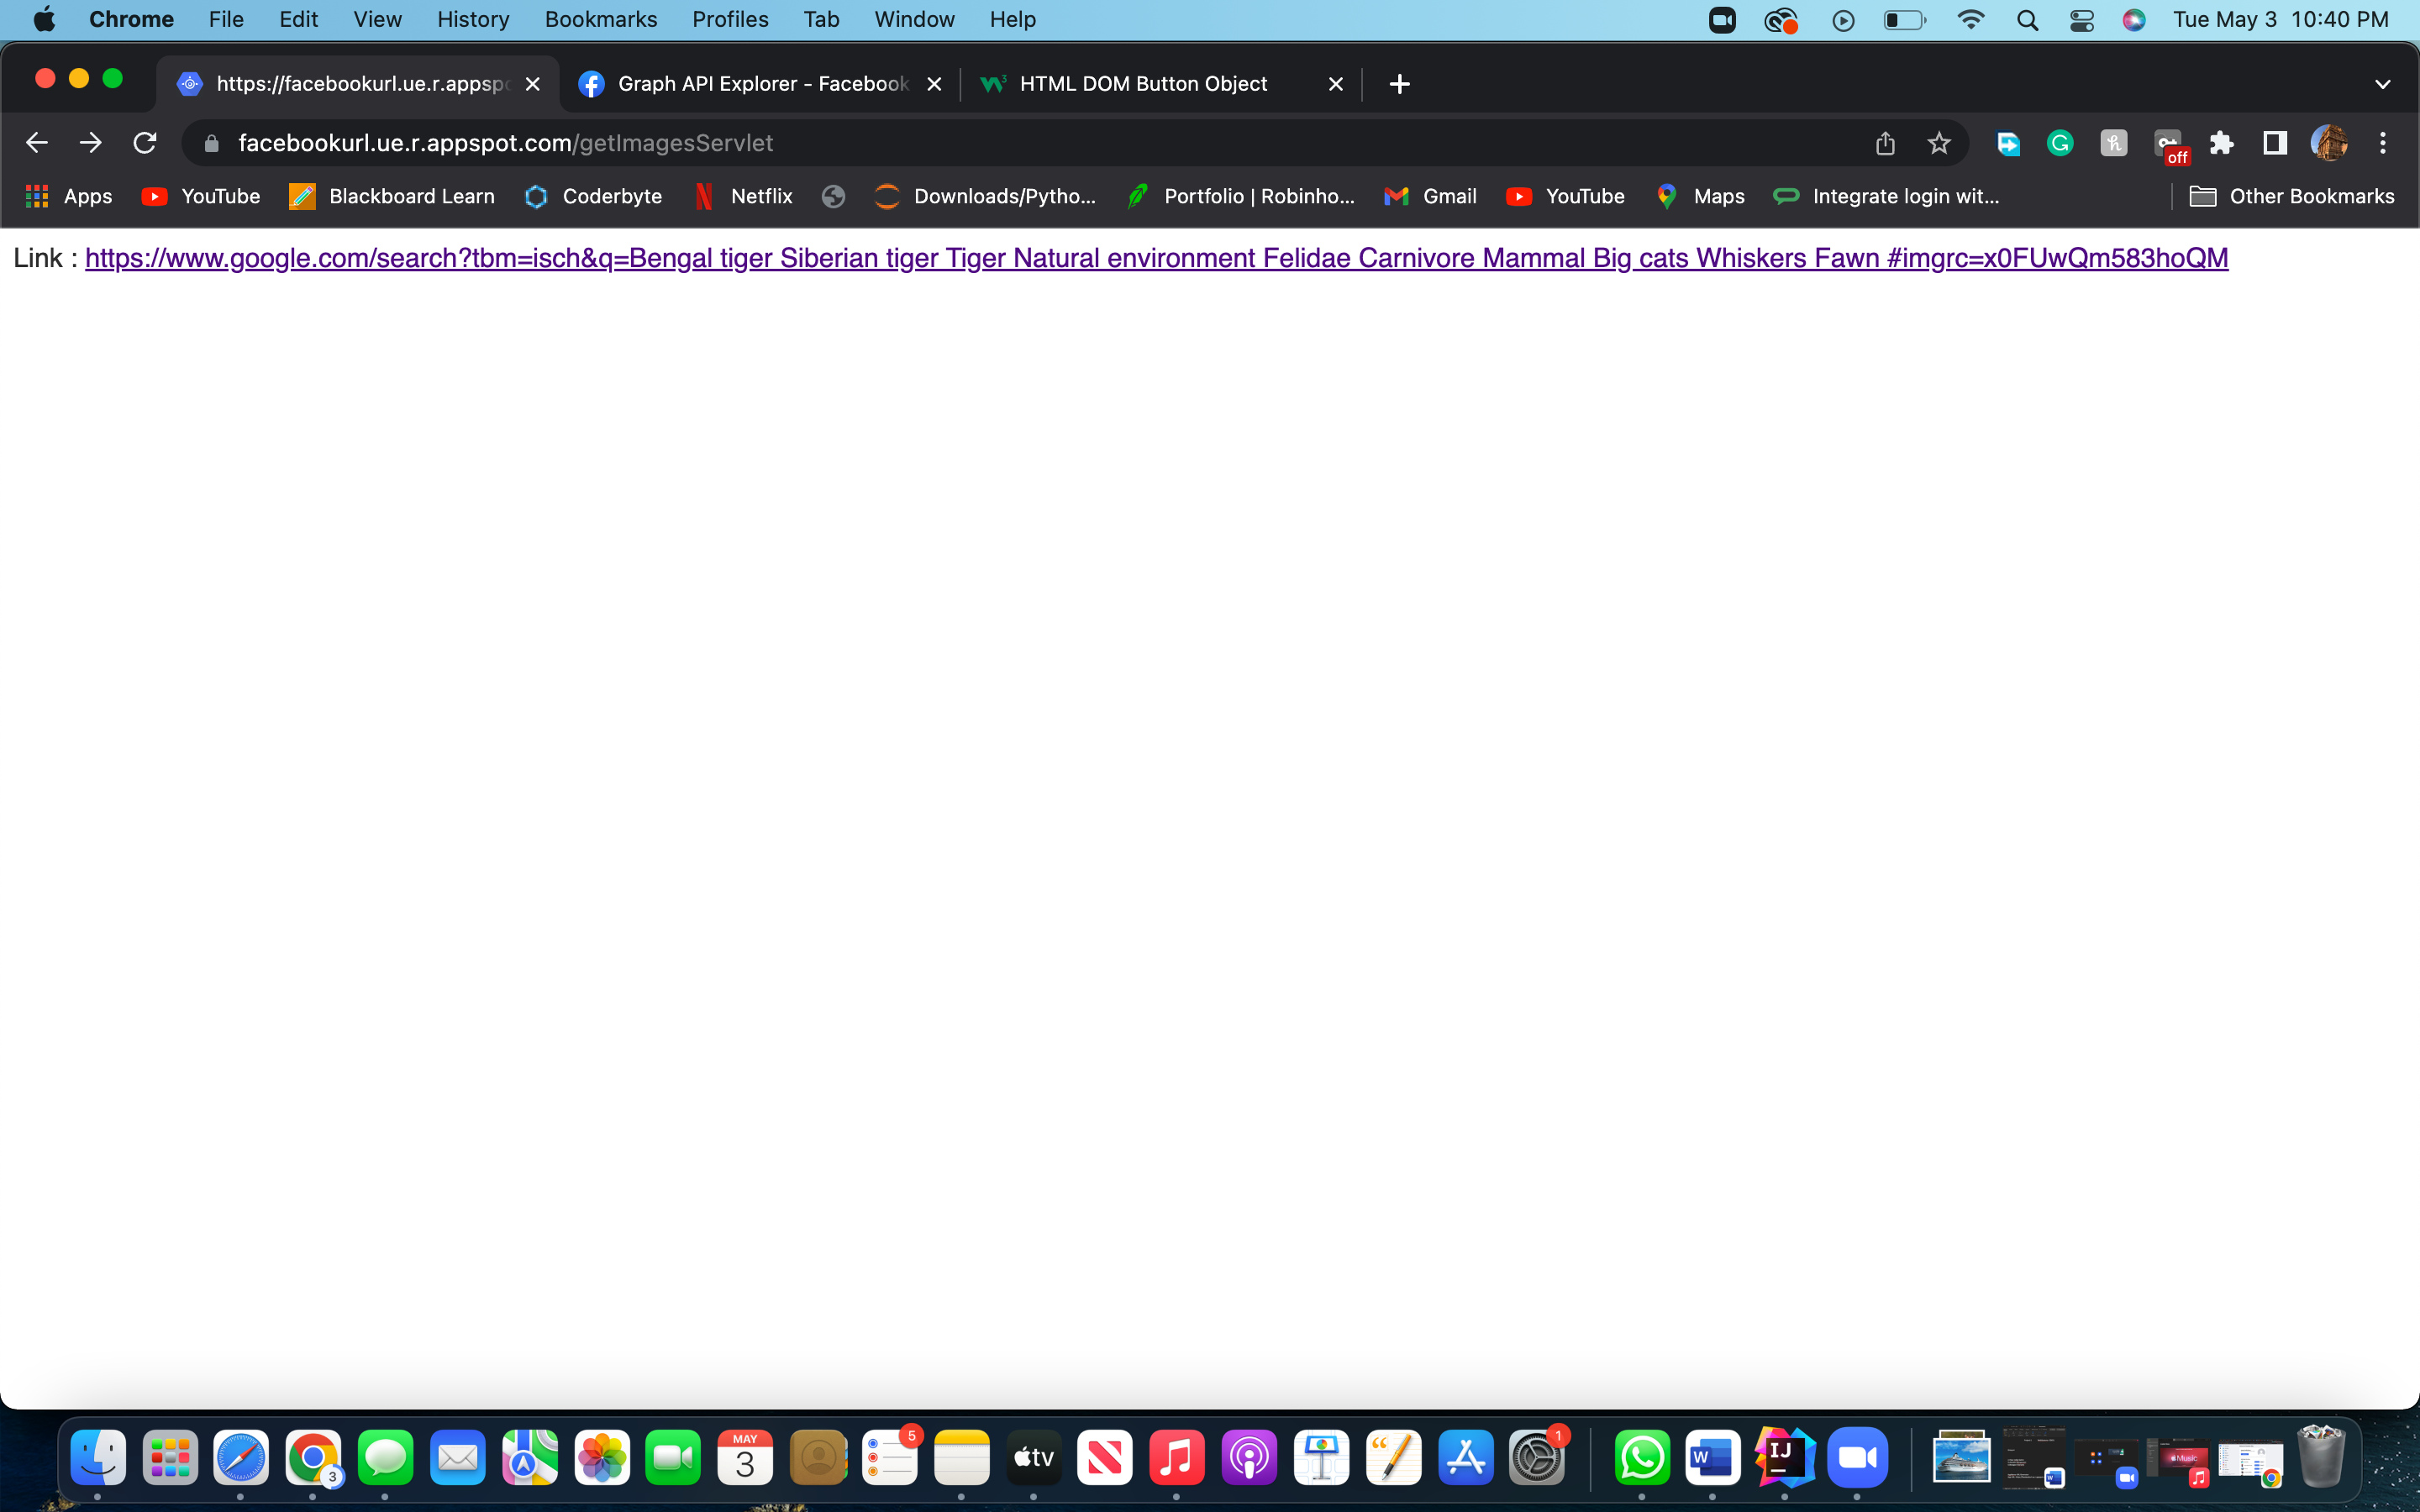 Chrome File Edit View History Bookmarks Profiles Tab Window Help Tue May 3 10:40 PM
https://facebookurl.ue.r.appspo Graph API Explorer - Facebook HTML DOM Button Object
facebookurl.ue.r.appspot.com/getImagesServlet off
Apps YouTube Blackboard Learn Coderbyte Netflix Downloads/Pytho... Portfolio | Robinho... Gmail YouTube Maps Integrate login wit... Other Bookmarks
Link : https://www.google.com/search?tbm=isch&q=Bengal tiger Siberian tiger Tiger Natural environment Felidae Carnivore Mammal Big cats Whiskers Fawn #imgrc=x0FUwQm583hoQM
MAY 5 1
3 3 tv W IJ Music